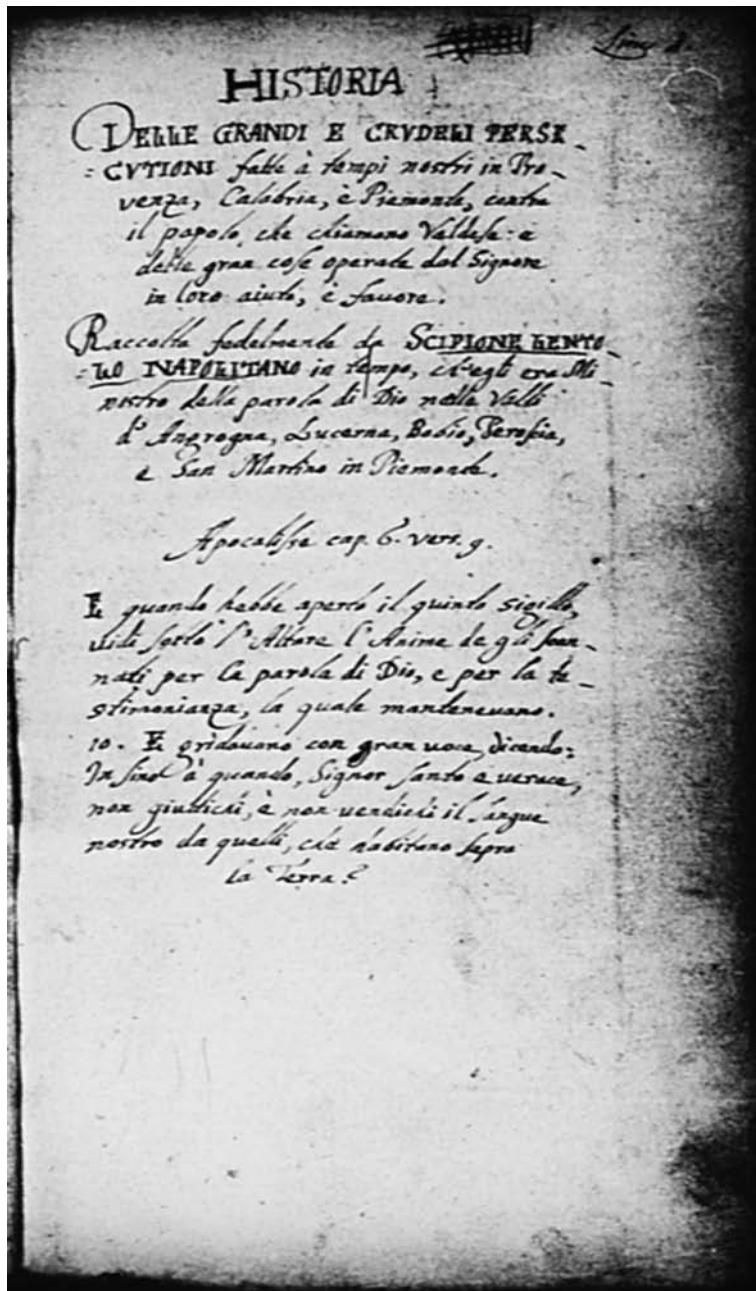 HISTORIA
DELLE GRANDI E CRVDELI PERSE-
=CVTIONI fatte à tempi nostri in Pro-
venza, Calabria, è Piemonte, contra
il popolo, che chiamano Valdese: e
delle gran cose operate dal Signore
in loro aiuto, è favore.
Raccolta fedelmente da SCIPIONE LENTO-
=LO NAPOLITANO in tempo, ch'egli era Mi-
nostro della parola di Dio nelle Valli
d'Angrogna, Lucerna, Bobio, Peroscia,
e San Martino in Piemonte.
Apocalisse cap. 6. vers. 9.
E quando hebbe aperto il quinto sigillo,
vidi sotto l'Altare l'Anime de gli scan-
nati per la parola di Dio, e per la te-
stimonianza, la quale mantenevano.
10. E gridavano con gran voce, dicendo:
In sino à quando, Signor santo e verace,
non giudichi, è non vendichi il sangue
nostro da quelli, che habitano sopra
la Terra?